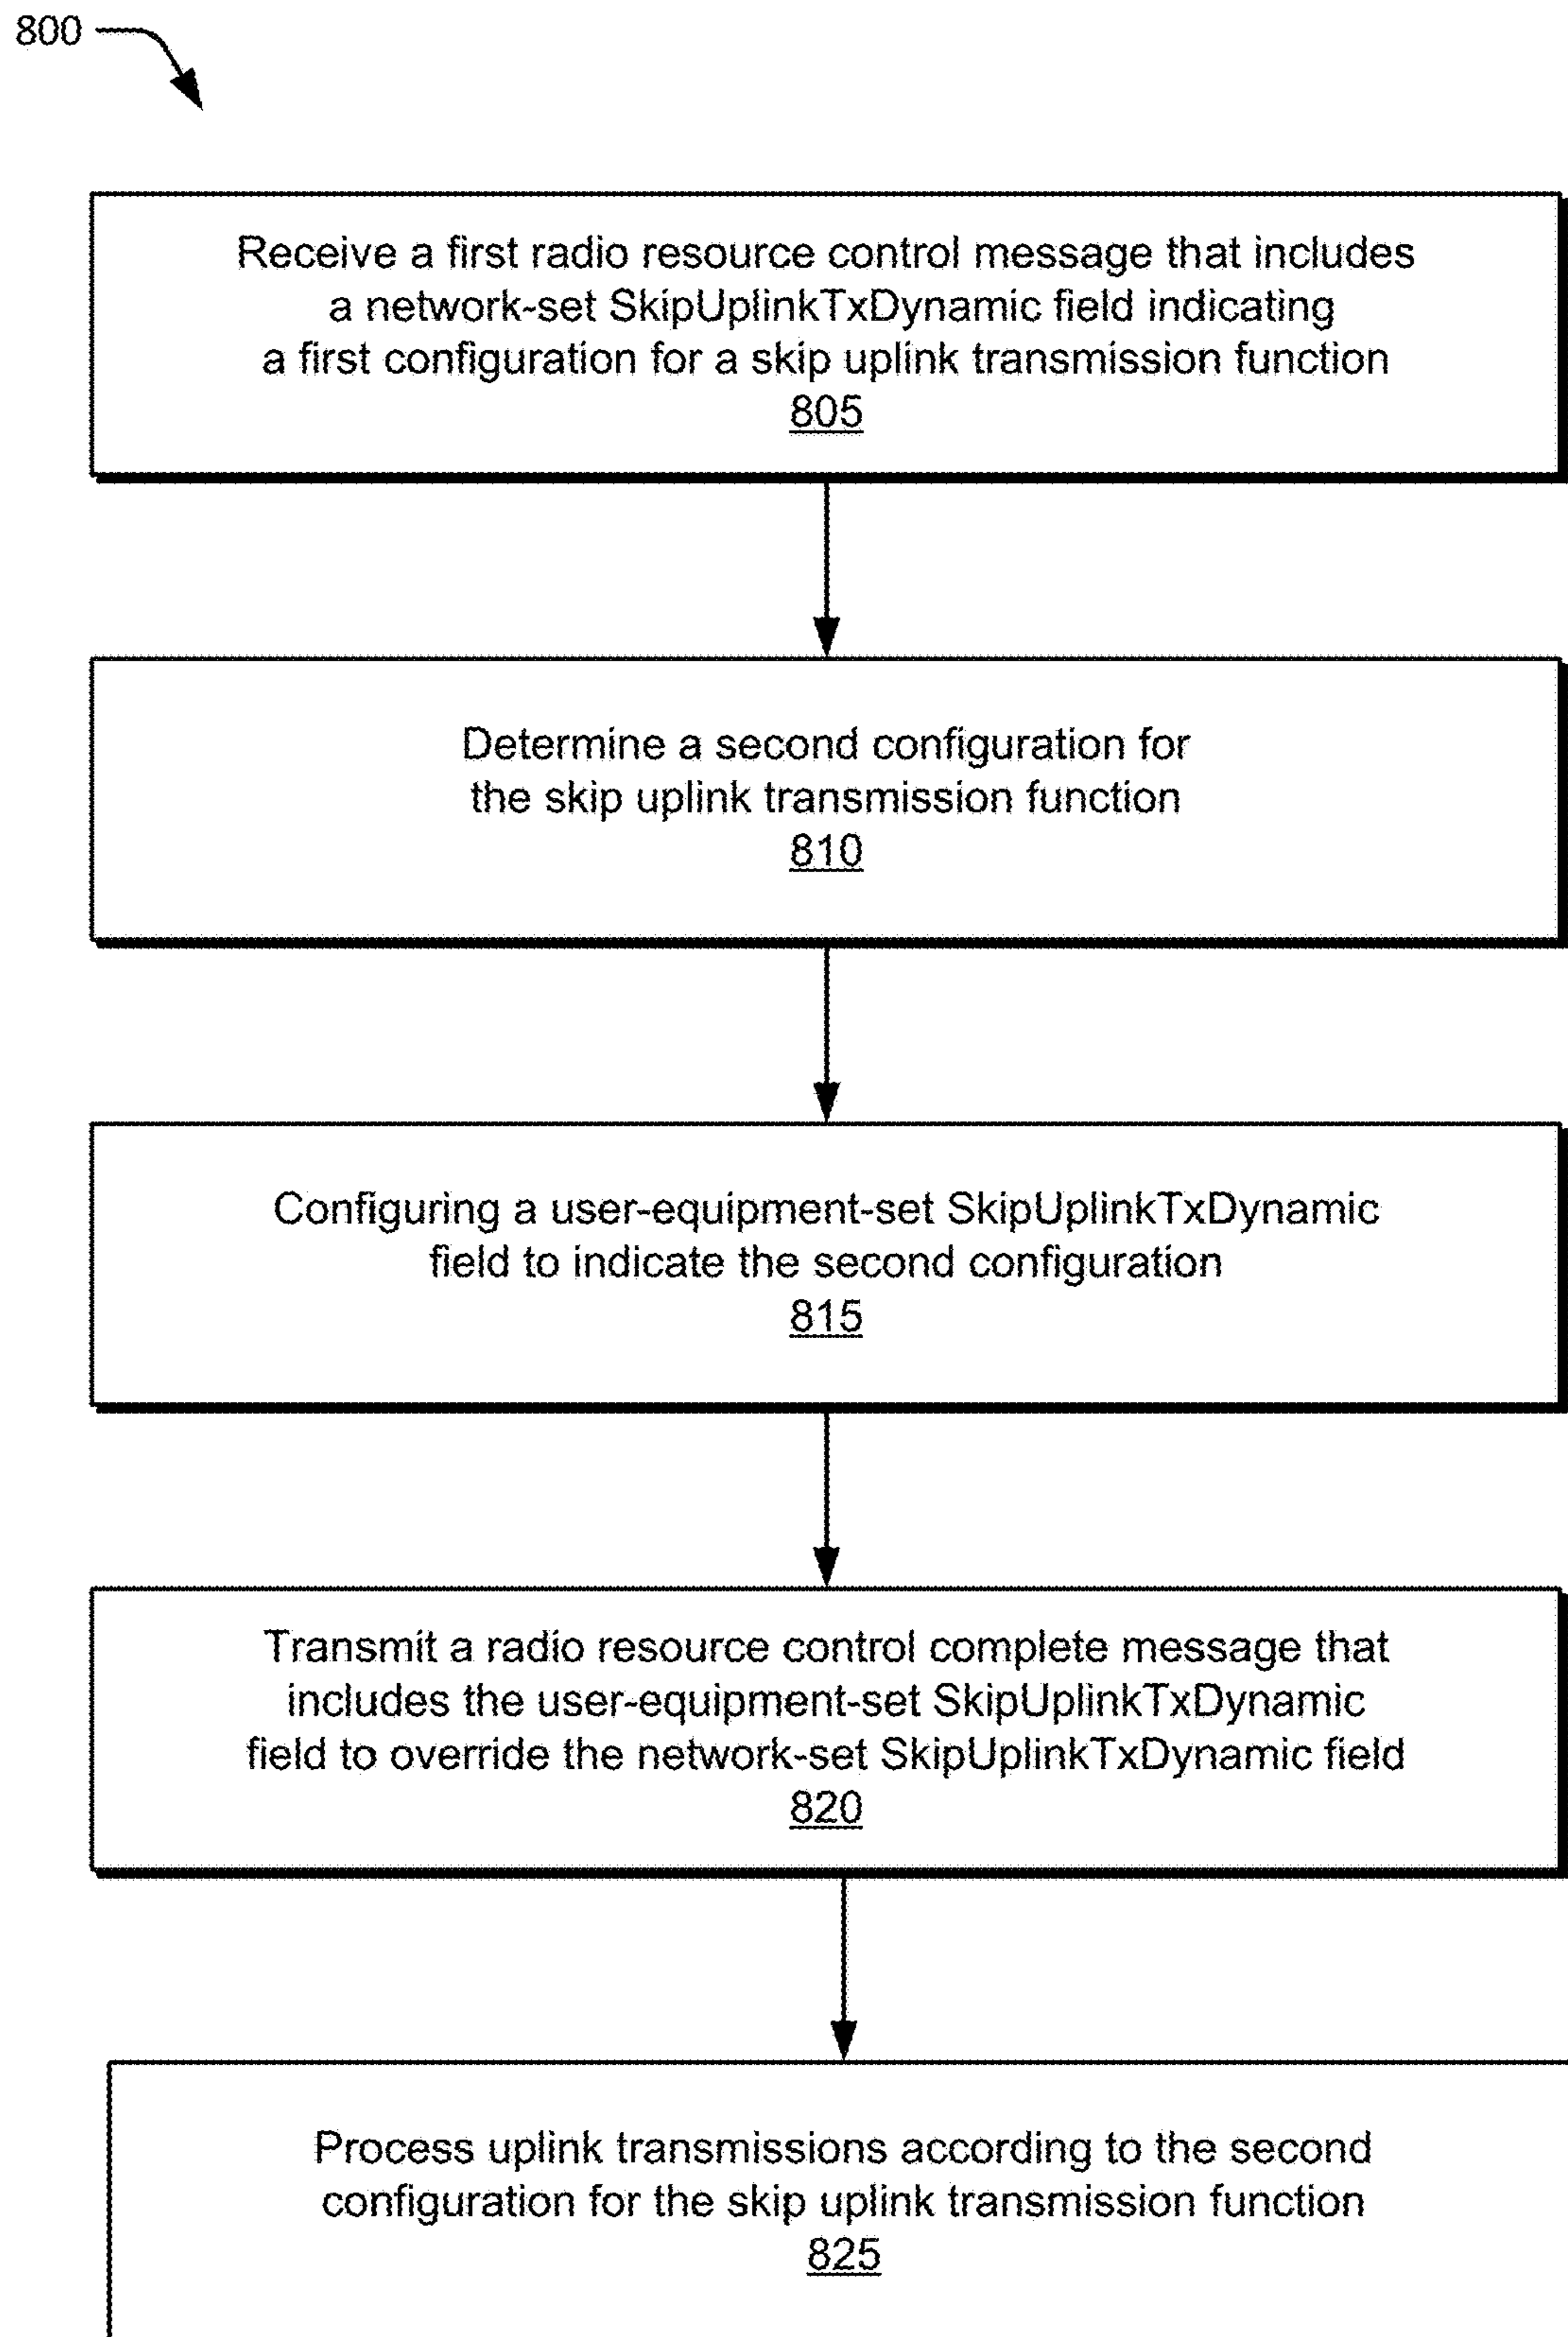 800
Receive a first radio resource control message that includes
a network-set SkipUplinkTxDynamic field indicating
a first configuration for a skip uplink transmission function
805
Determine a second configuration for
the skip uplink transmission function
810
Configuring a user-equipment-set SkipUplinkTxDynamic
field to indicate the second configuration
815
Transmit a radio resource control complete message that
includes the user-equipment-set SkipUplinkTxDynamic
field to override the network-set SkipUplinkTxDynamic field
820
Process uplink transmissions according to the second
configuration for the skip uplink transmission function
825